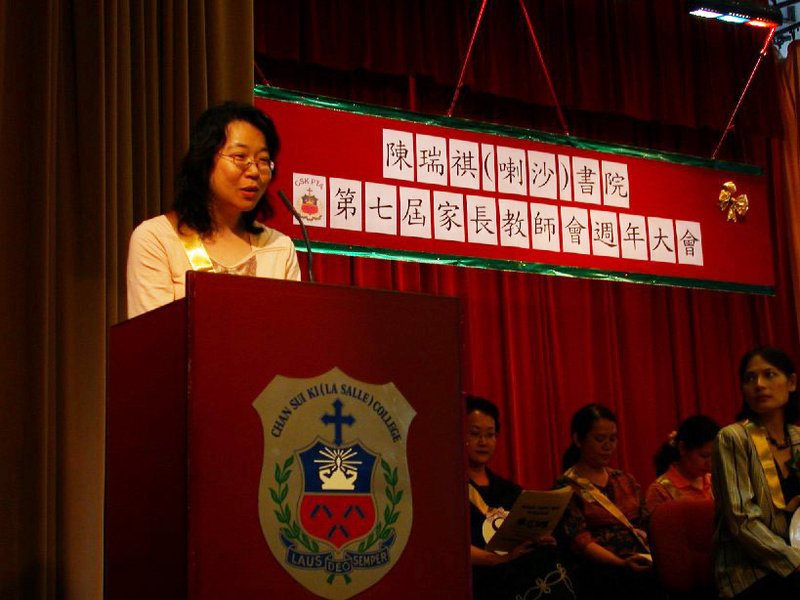 陳瑞祺(喇沙)書院
CSK PTA
第七屆家長教師會週年大會
CHAN SUI KI (LA SALLE) COLLEGE
LAUS DEO SEMPER